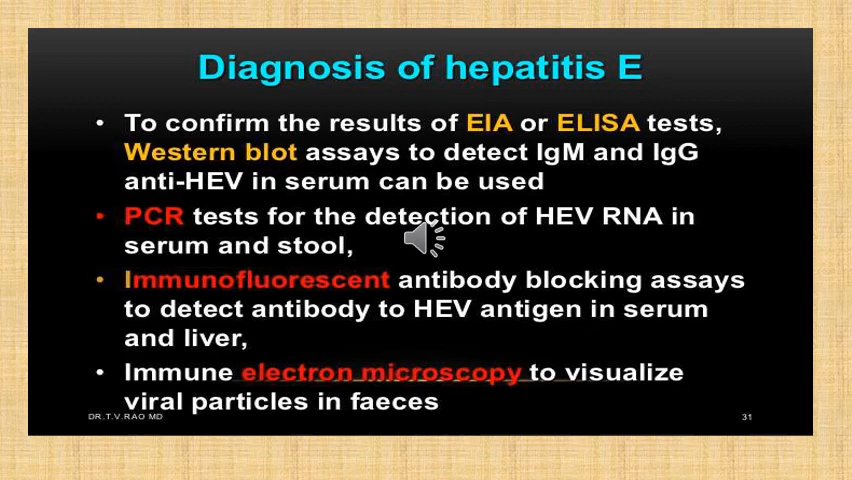 Diagnosis of hepatitis E
• To confirm the results of EIA or ELISA tests,
Western blot assays to detect IgM and IgG
anti-HEV in serum can be used
• PCR tests for the detection of HEV RNA in
serum and stool,
• Immunofluorescent antibody blocking assays
to detect antibody to HEV antigen in serum
and liver,
• Immune electron microscopy to visualize
viral particles in faeces
DR.T.V.RAO MD
31